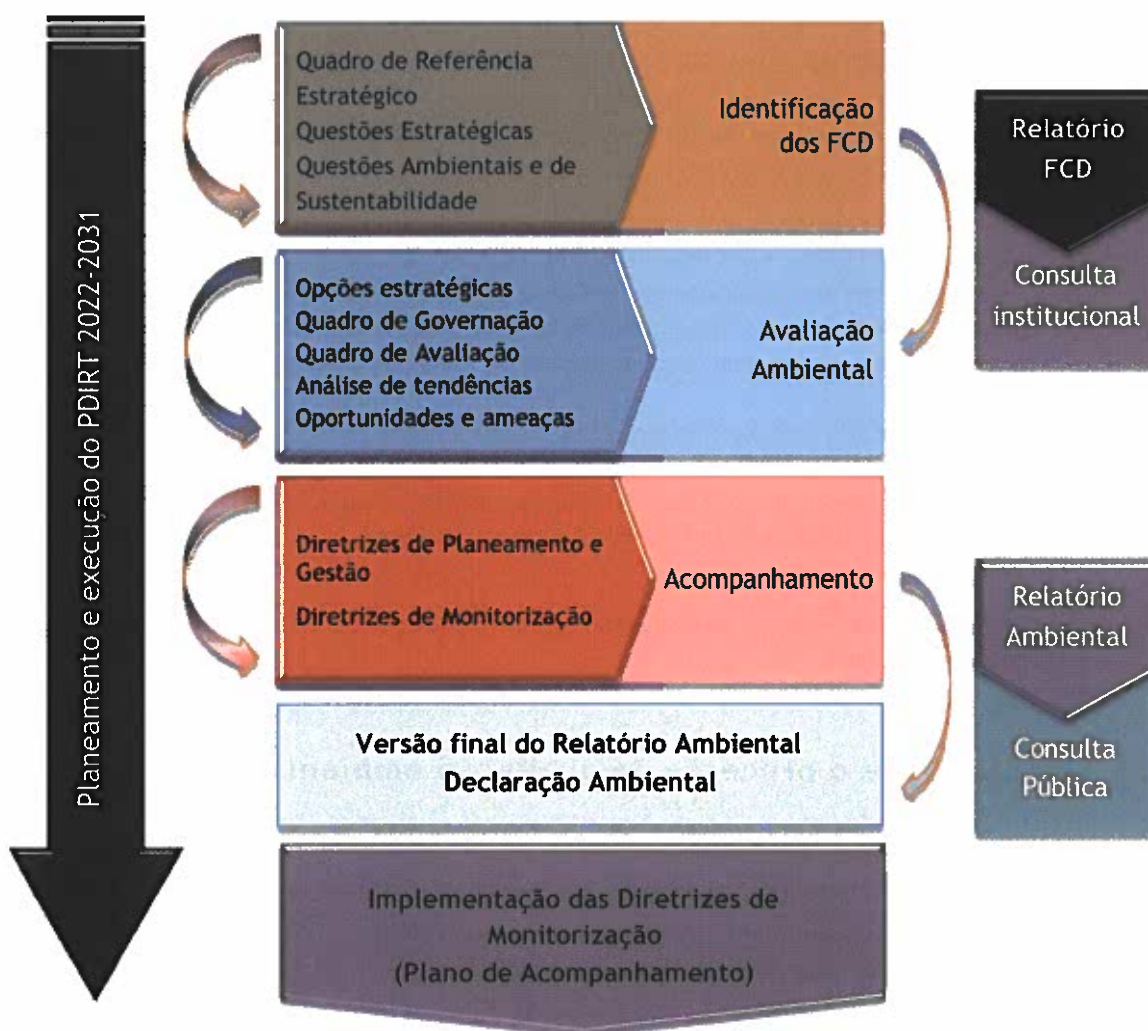 Planeamento e execução do PDIRT 2022-2031
Quadro de Referência
Estratégico
Questões Estratégicas
Questões Ambientais e de
Sustentabilidade
Identificação
dos FCD
Relatório
FCD
Consulta
institucional
Opções estratégicas
Quadro de Governação
Quadro de Avaliação
Análise de tendências
Oportunidades e ameaças
Avaliação
Ambiental
Diretrizes de Planeamento e
Gestão
Diretrizes de Monitorização
Acompanhamento
Relatório
Ambiental
Consulta
Pública
Versão final do Relatório Ambiental
Declaração Ambiental
Implementação das Diretrizes de
Monitorização
(Plano de Acompanhamento)